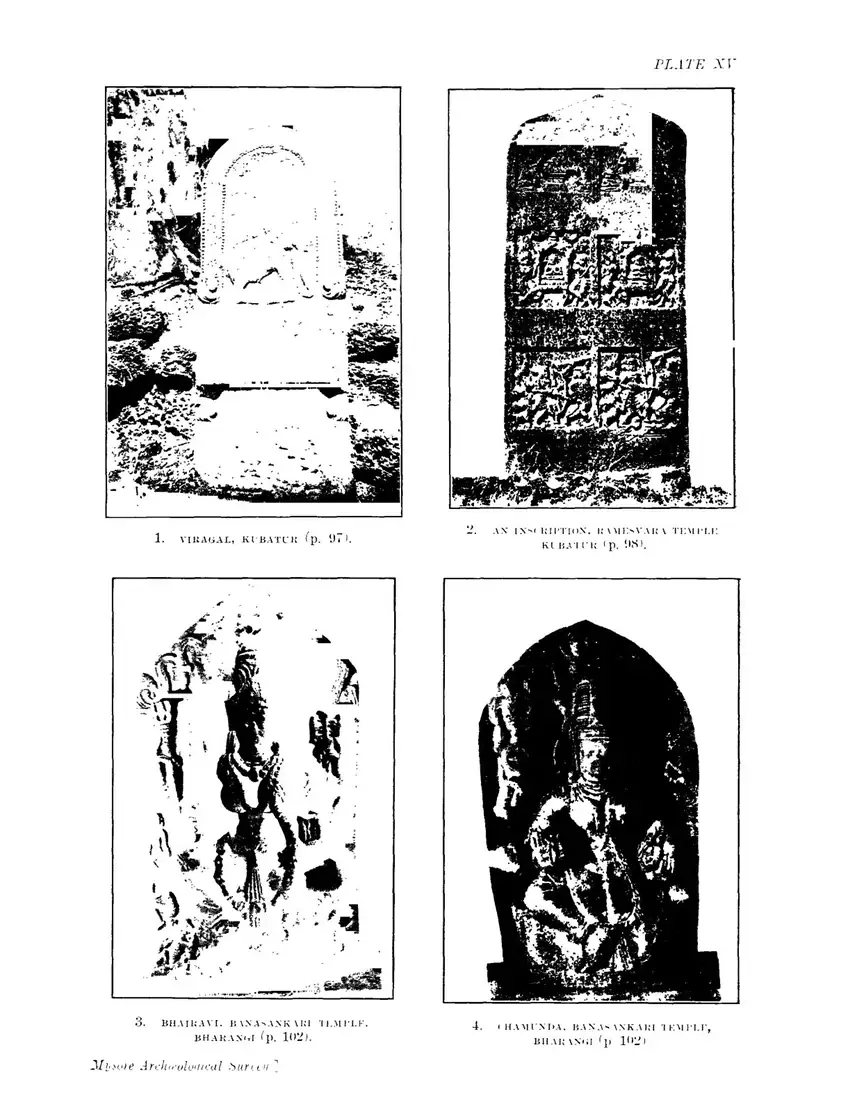 PLATE XV
1. VIRAGAL, KUBATUR (p. 97).
2. AN INSCRIPTION, RAMESVARA TEMPLE
KUBATUR (p. 98).
3. BHAIRAVI, BANASANKARI TEMPLE,
BHARANGI (p. 102).
4. CHAMUNDA, BANASANKARI TEMPLE,
BHARANGI (p 102)
Mysore Archæological Survey]